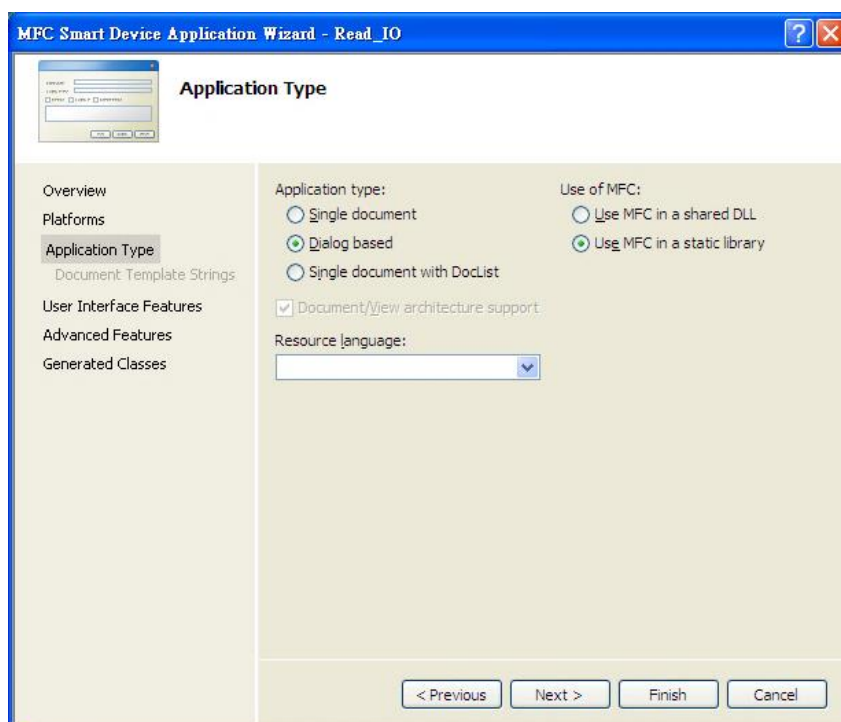 MFC Smart Device Application Wizard - Read_IO
Application Type
Overview
Platforms
Application Type
Document Template Strings
User Interface Features
Advanced Features
Generated Classes
Application type:
Single document
Dialog based
Single document with DocList
Document/View architecture support
Resource language:
Use of MFC:
Use MFC in a shared DLL
Use MFC in a static library
< Previous
Next >
Finish
Cancel